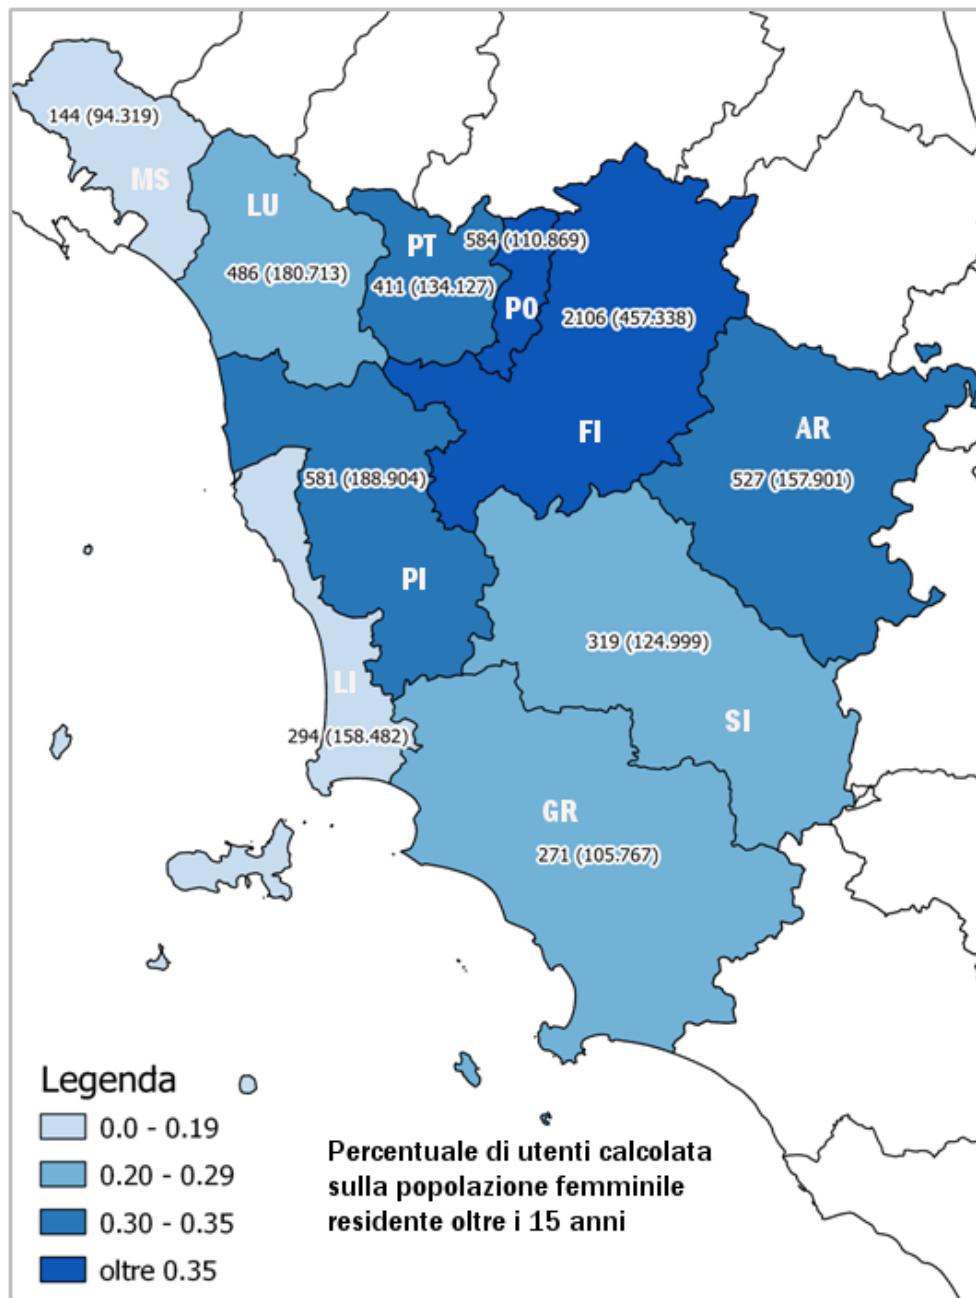 144 (94.319)
MS
LU
486 (180.713)
PT
411 (134.127)
584 (110.869)
PO
2106 (457.338)
FI
AR
527 (157.901)
581 (188.904)
PI
319 (124.999)
SI
LI
294 (158.482)
GR
271 (105.767)
Legenda
0.0 - 0.19
0.20 - 0.29
0.30 - 0.35
oltre 0.35
Percentuale di utenti calcolata
sulla popolazione femminile
residente oltre i 15 anni